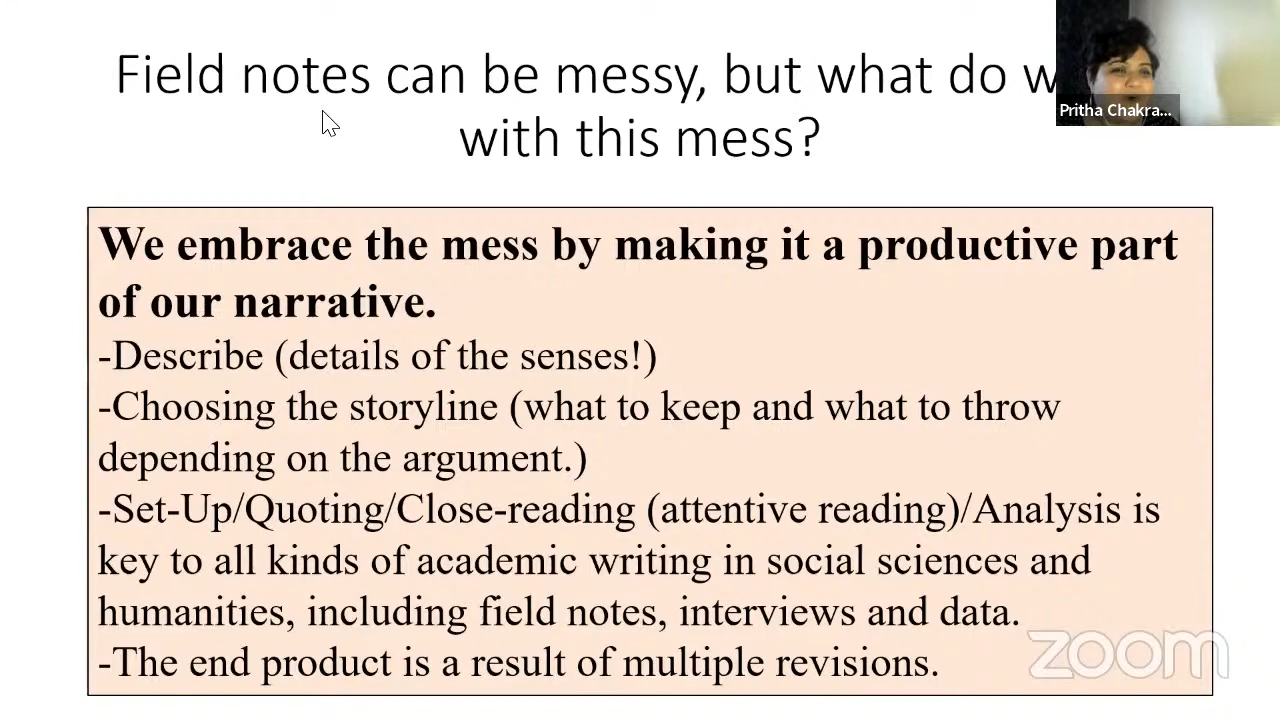 Field notes can be messy, but what do w
with this mess?
Pritha Chakra...
We embrace the mess by making it a productive part
of our narrative.
-Describe (details of the senses!)
-Choosing the storyline (what to keep and what to throw
depending on the argument.)
-Set-Up/Quoting/Close-reading (attentive reading)/Analysis is
key to all kinds of academic writing in social sciences and
humanities, including field notes, interviews and data.
-The end product is a result of multiple revisions.
zoom